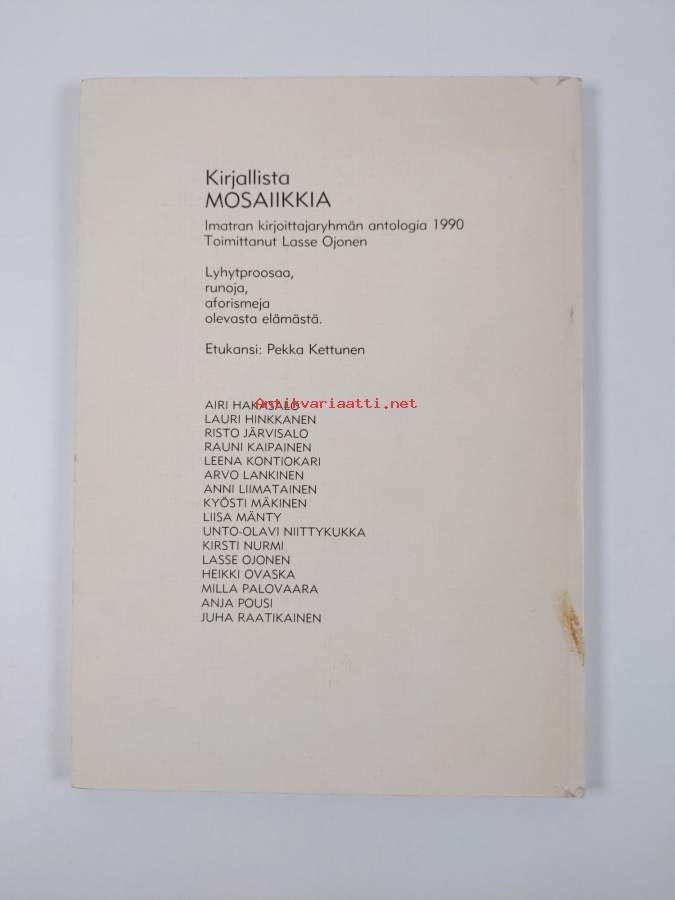 Kirjallista
MOSAIIKKIA
Imatran kirjoittajaryhmän antologia 1990
Toimittanut Lasse Ojonen
Lyhytproosaa,
runoja,
aforismeja
olevasta elämästä.
Etukansi: Pekka Kettunen
Antikvariaatti.net
AIRI HAKASALO
LAURI HINKKANEN
RISTO JÄRVISALO
RAUNI KAIPAINEN
LEENA KONTIOKARI
ARVO LANKINEN
ANNI LIIMATAINEN
KYÖSTI MÄKINEN
LIISA MÄNTY
UNTO-OLAVI NIITTYKUKKA
KIRSTI NURMI
LASSE OJONEN
HEIKKI OVASKA
MILLA PALOVAARA
ANJA POUSI
JUHA RAATIKAINEN